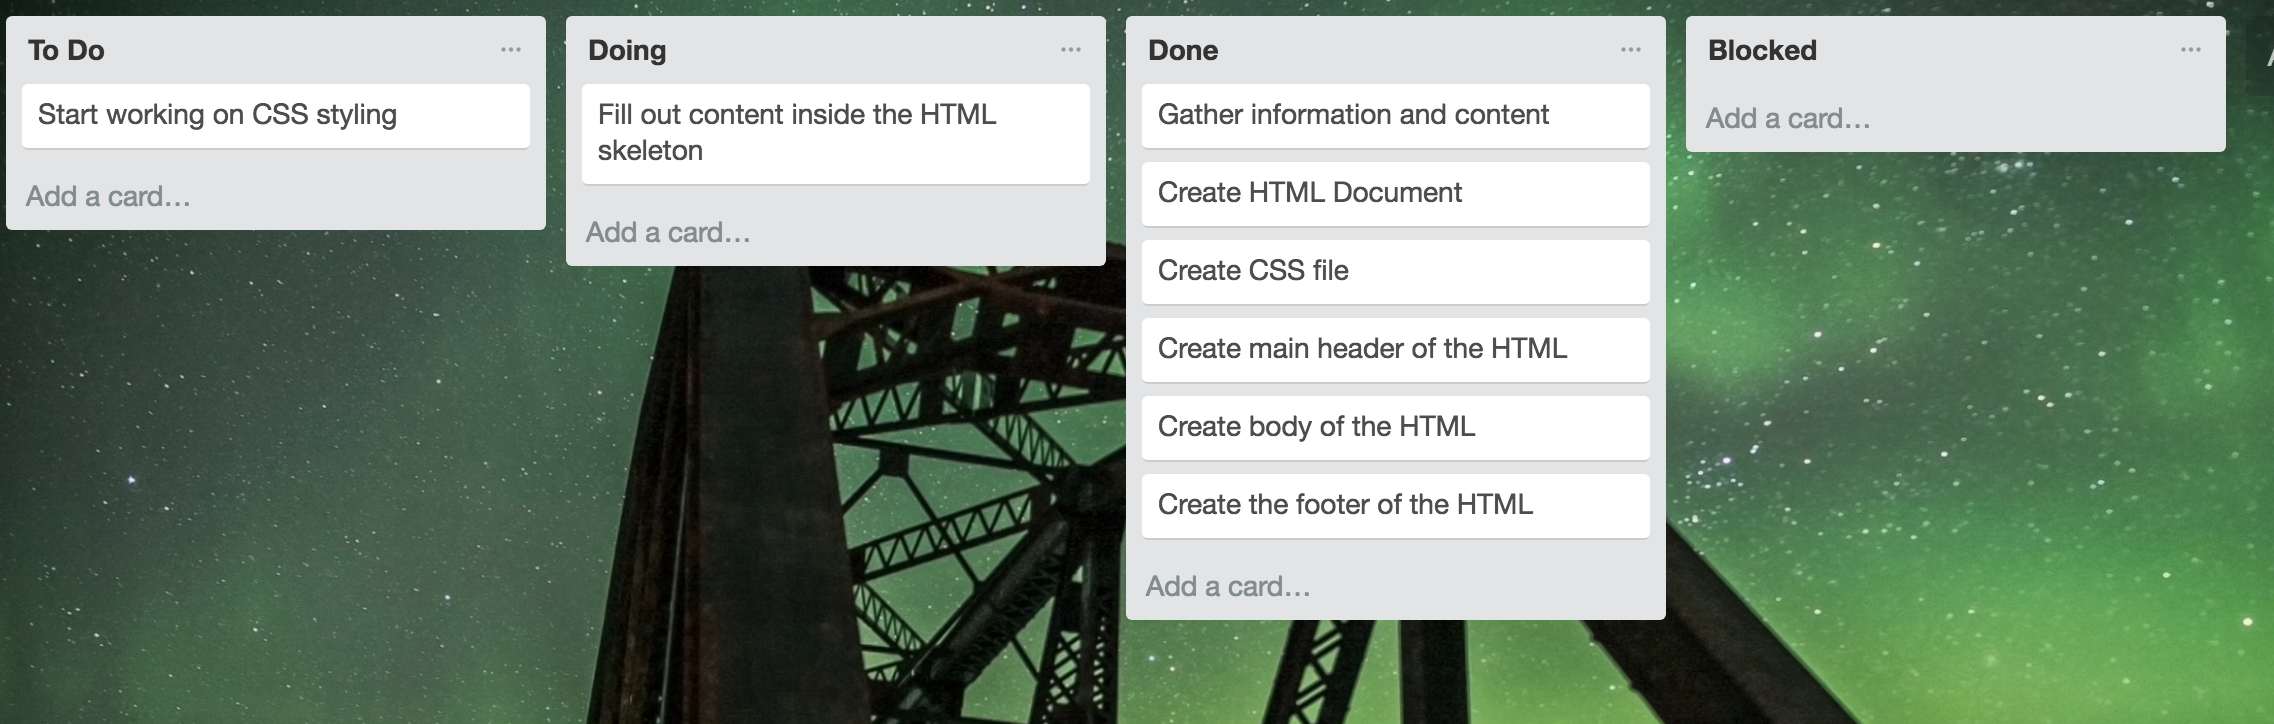 To Do
Start working on CSS styling
Add a card…
Doing
Fill out content inside the HTML
skeleton
Add a card…
Done
Gather information and content
Create HTML Document
Create CSS file
Create main header of the HTML
Create body of the HTML
Create the footer of the HTML
Add a card…
Blocked
Add a card…